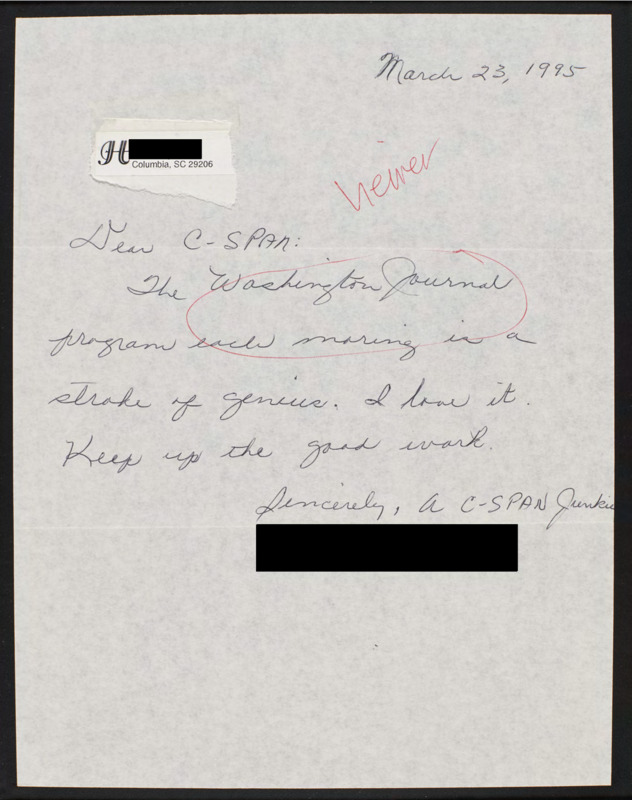 March 23, 1995
H
Columbia, SC 29206
viewer
Dear C-SPAN:
The Washington Journal
program each moring is a
stroke of genius. I love it.
Keep up the good work.
Sincerely, A C-SPAN Junkie